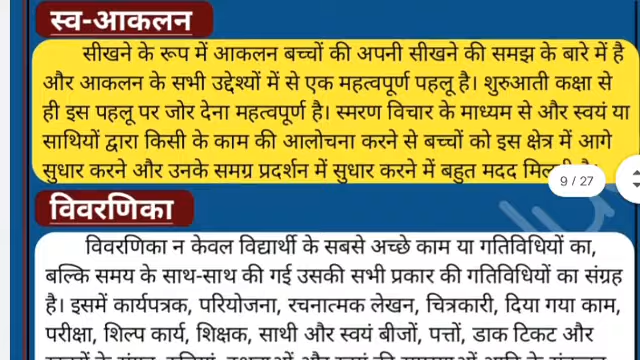 स्व-आकलन
सीखने के रूप में आकलन बच्चों की अपनी सीखने की समझ के बारे में है
और आकलन के सभी उद्देश्यों में से एक महत्वपूर्ण पहलू है। शुरुआती कक्षा से
ही इस पहलू पर जोर देना महत्वपूर्ण है। स्मरण विचार के माध्यम से और स्वयं या
साथियों द्वारा किसी के काम की आलोचना करने से बच्चों को इस क्षेत्र में आगे
सुधार करने और उनके समग्र प्रदर्शन में सुधार करने में बहुत मदद
9 / 27
विवरणिका
विवरणिका न केवल विद्यार्थी के सबसे अच्छे काम या गतिविधियों का,
बल्कि समय के साथ-साथ की गई उसकी सभी प्रकार की गतिविधियों का संग्रह
है। इसमें कार्यपत्रक, परियोजना, रचनात्मक लेखन, चित्रकारी, दिया गया काम,
परीक्षा, शिल्प कार्य, शिक्षक, साथी और स्वयं बीजों, पत्तों, डाक टिकट और